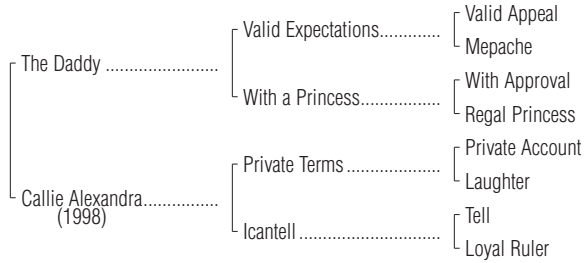 Valid Appeal
Valid Expectations..............
Mepache
The Daddy .......................
With Approval
With a Princess..................
Regal Princess
Private Account
Private Terms ....................
Laughter
Callie Alexandra................
(1998)
Tell
Icantell ..............................
Loyal Ruler